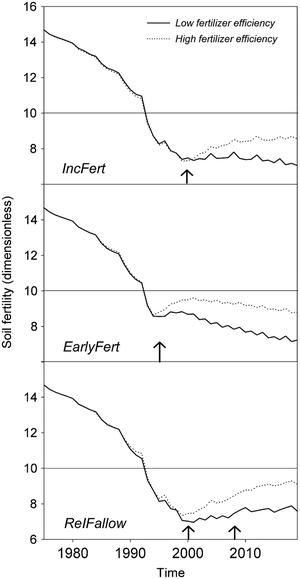 16
Low fertilizer efficiency
High fertilizer efficiency
14
12
10
8
IncFert
14
12
10
8
EarlyFert
Soil fertility (dimensionless)
14
12
10
8
6
RelFallow
1980 1990 2000 2010
Time